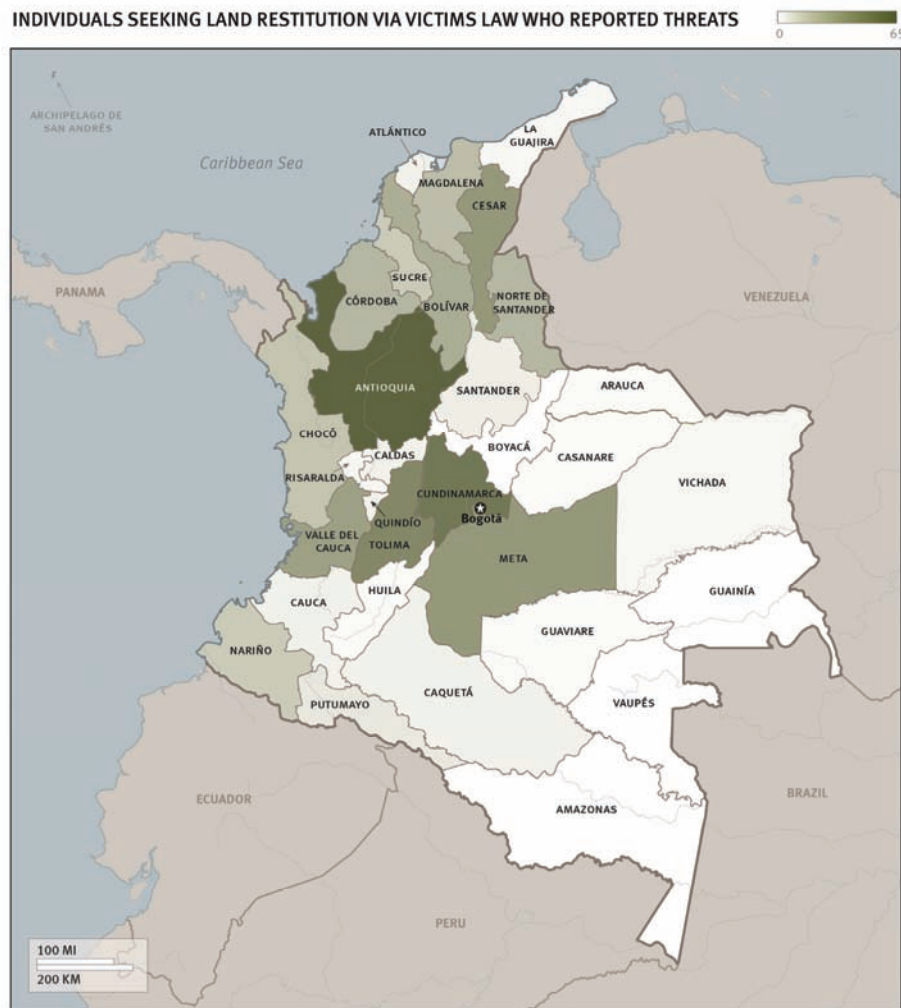 INDIVIDUALS SEEKING LAND RESTITUTION VIA VICTIMS LAW WHO REPORTED THREATS
0
65
ARCHIPELAGO DE
SAN ANDRÉS
Caribbean Sea
ATLÁNTICO
LA
GUAJIRA
MAGDALENA
CESAR
PANAMA
SUCRE
CÓRDOBA
BOLÍVAR
NORTE DE
SANTANDER
VENEZUELA
ANTIOQUIA
SANTANDER
ARAUCA
CHOCÓ
BOYACÁ
CALDAS
CASANARE
RISARALDA
VICHADA
CUNDINAMARCA
Bogotá
QUINDÍO
VALLE DEL
CAUCA
TOLIMA
META
HUILA
CAUCA
GUAINÍA
GUAVIARE
NARIÑO
CAQUETÁ
PUTUMAYO
VAUPÉS
ECUADOR
BRAZIL
AMAZONAS
PERU
100 MI
200 KM